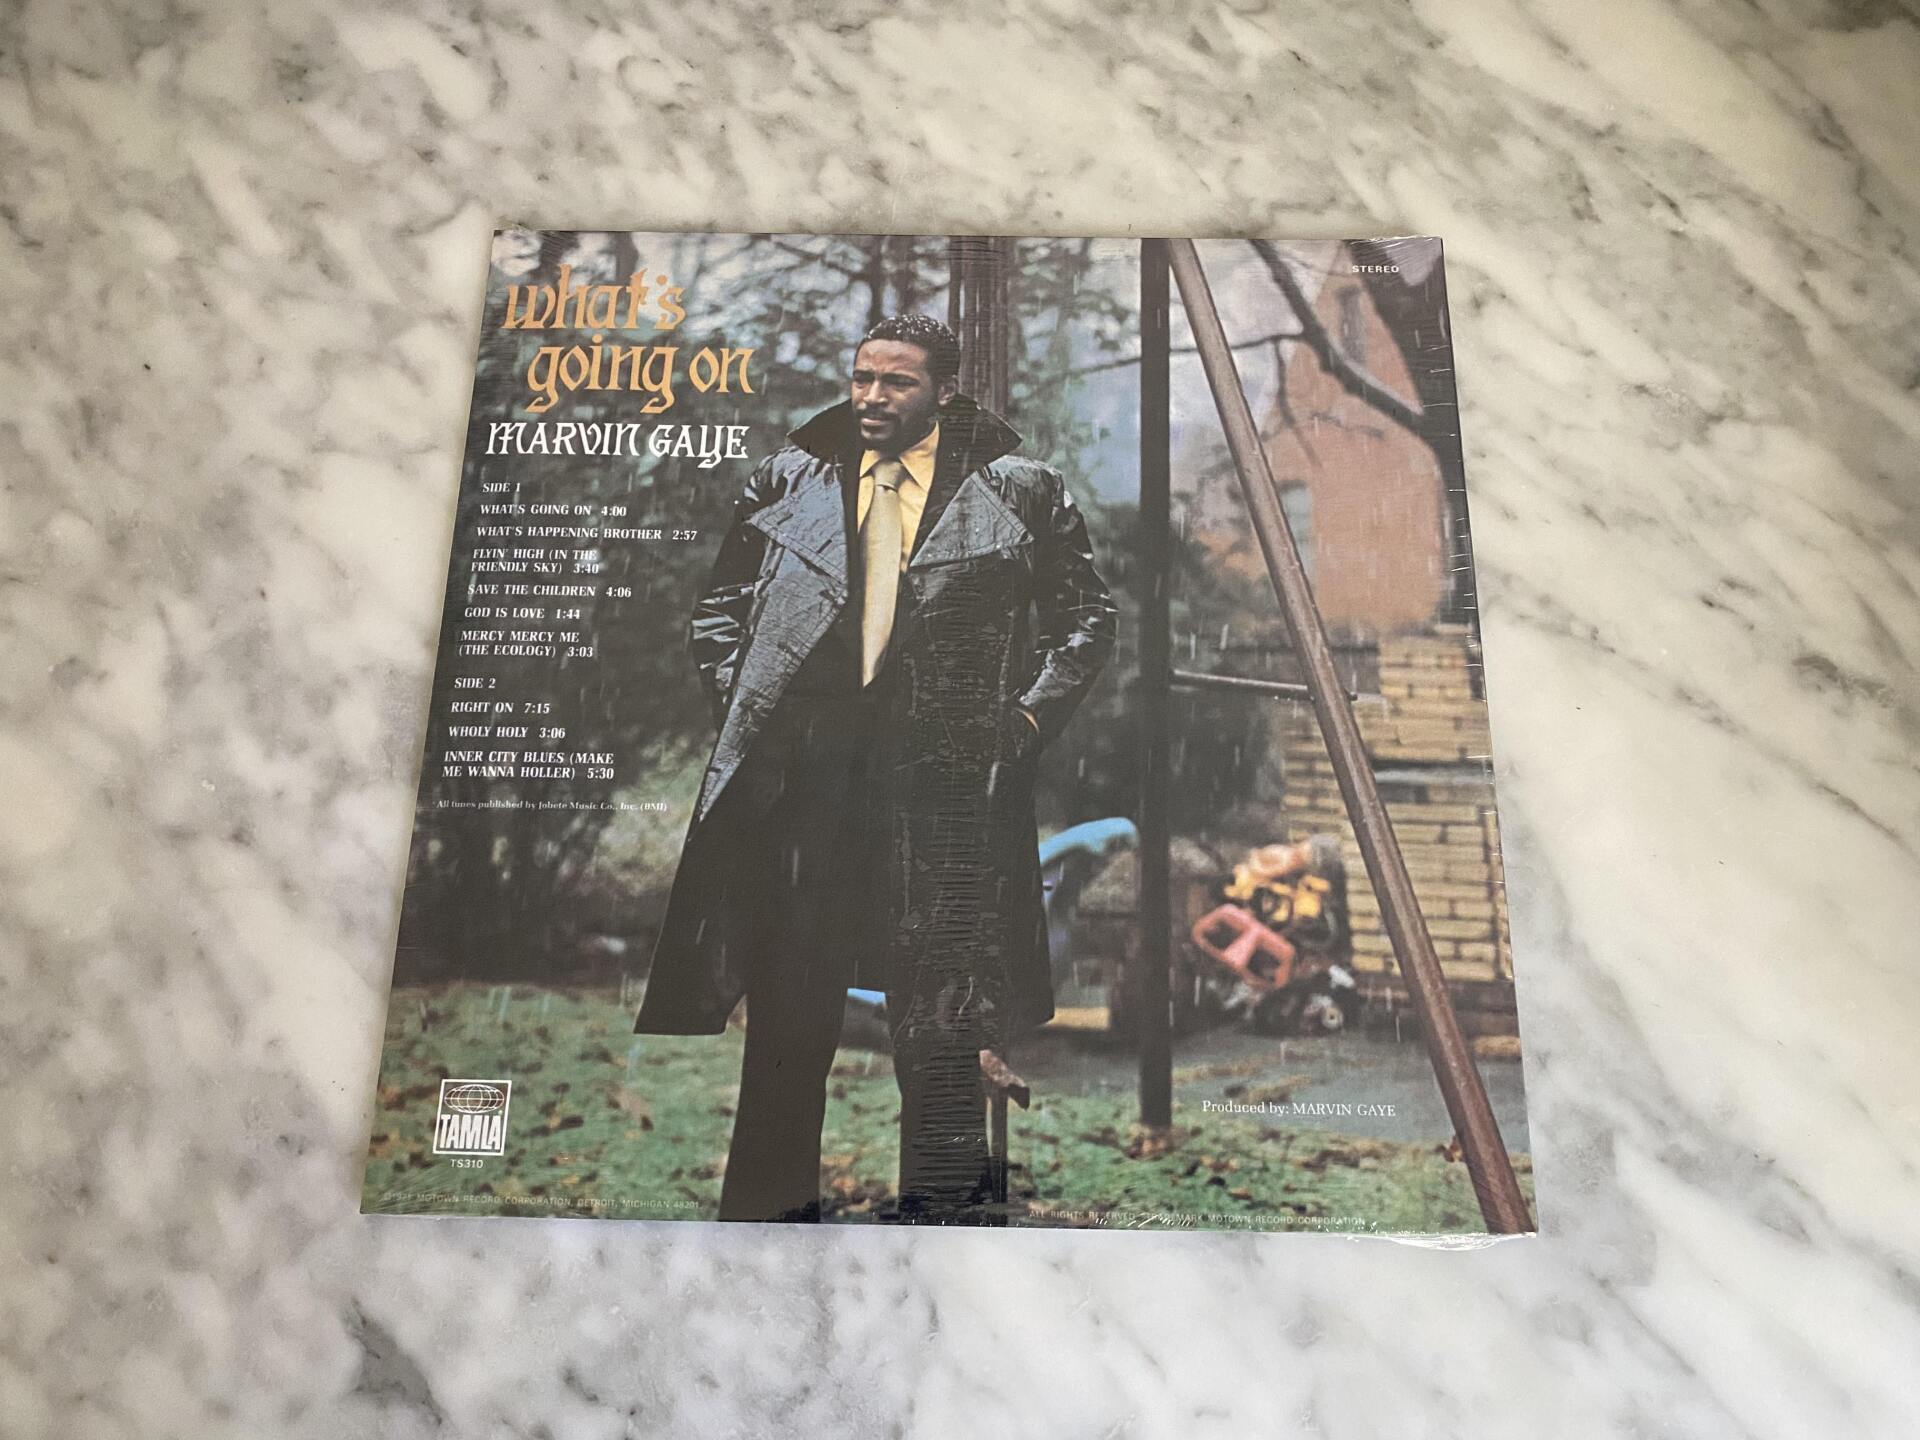 what's
going on
MARVIN GAYE
SIDE 1
WHAT'S GOING ON 4:00
WHAT'S HAPPENING BROTHER 2:57
FLYIN' HIGH (IN THE
FRIENDLY SKY) 3:40
SAVE THE CHILDREN 4:06
GOD IS LOVE 1:44
MERCY MERCY ME
(THE ECOLOGY) 3:03
SIDE 2
RIGHT ON 7:15
WHOLY HOLY 3:06
INNER CITY BLUES (MAKE
ME WANNA HOLLER) 5:30
All tunes published by Jobete Music Co., Inc. (BMI)
STEREO
Produced by: MARVIN GAYE
TAMLA
TS310
©1971 MOTOWN RECORD CORPORATION, DETROIT, MICHIGAN 48201
ALL RIGHTS RESERVED TRADEMARK MOTOWN RECORD CORPORATION